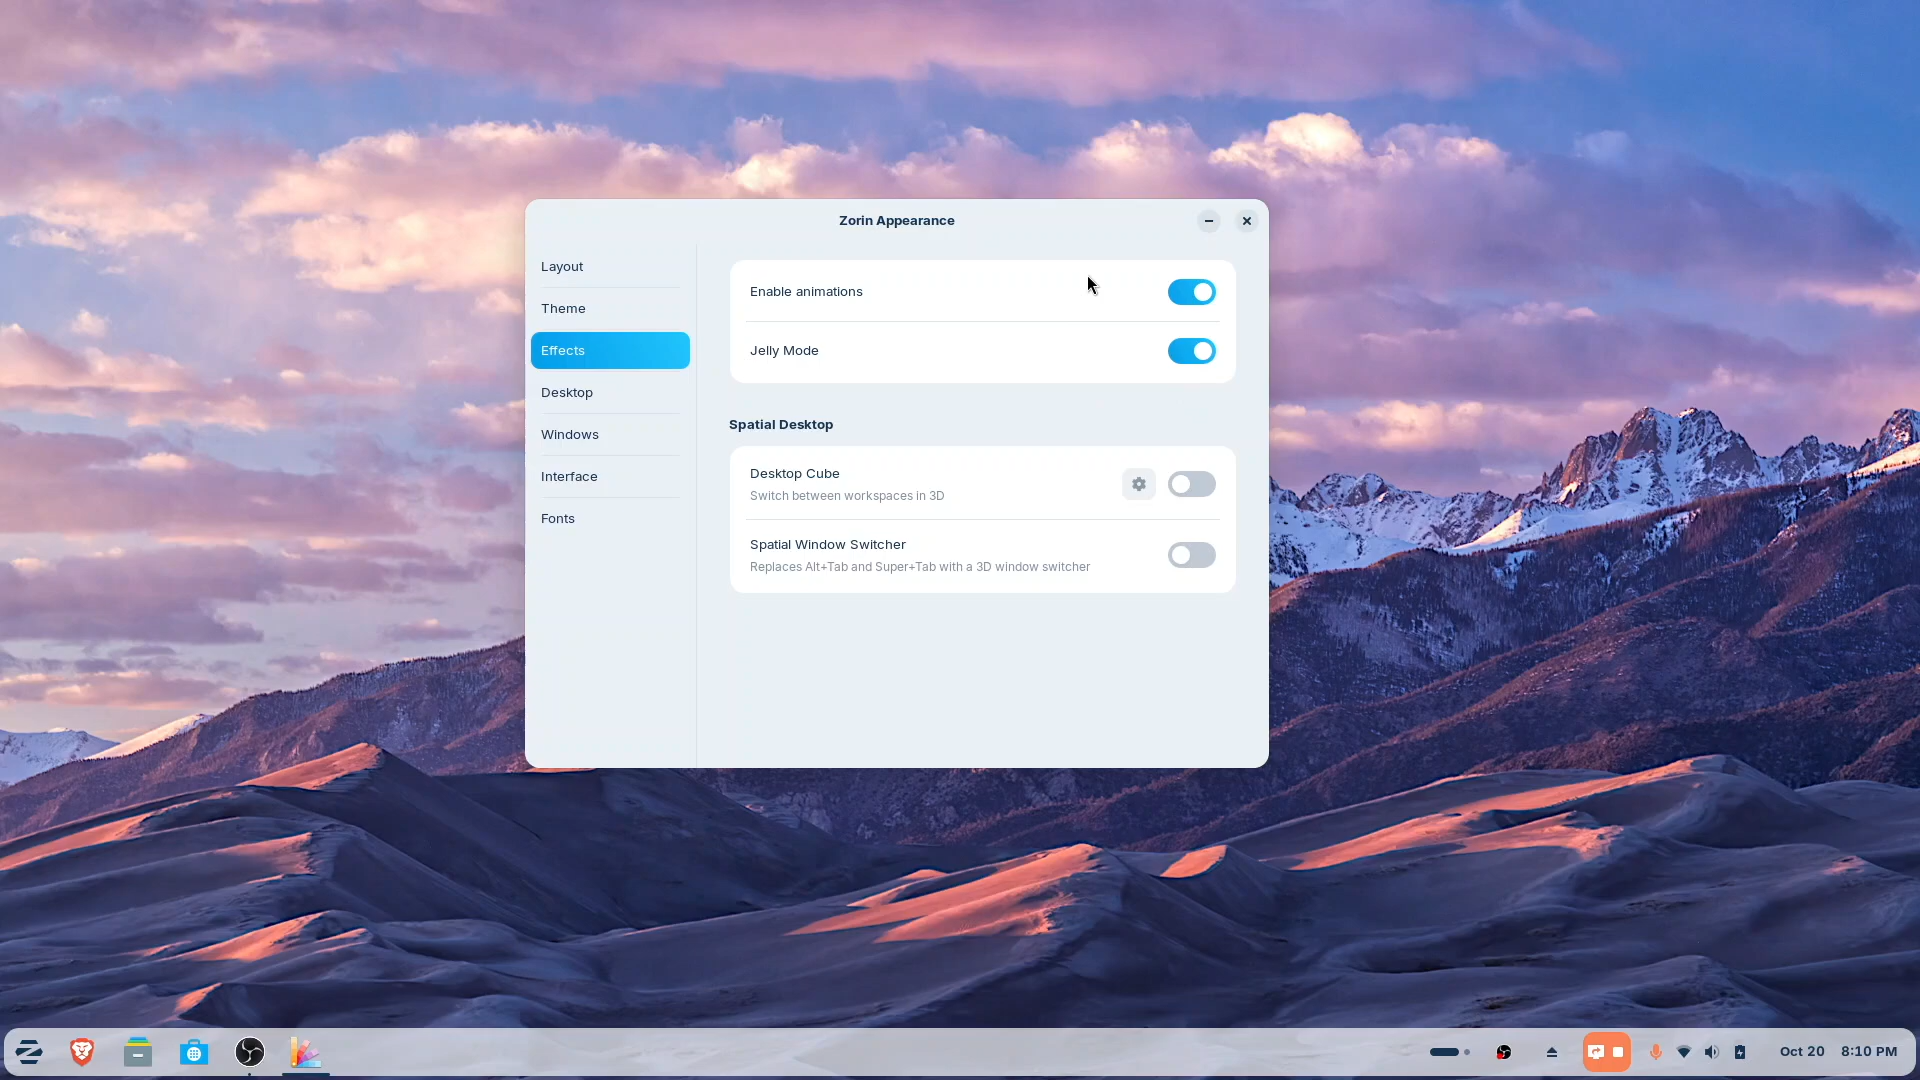 Zorin Appearance
Layout
Theme
Effects
Desktop
Windows
Interface
Fonts
Enable animations
Jelly Mode
Spatial Desktop
Desktop Cube
Switch between workspaces in 3D
Spatial Window Switcher
Replaces Alt+Tab and Super+Tab with a 3D window switcher
Oct 20 8:10 PM